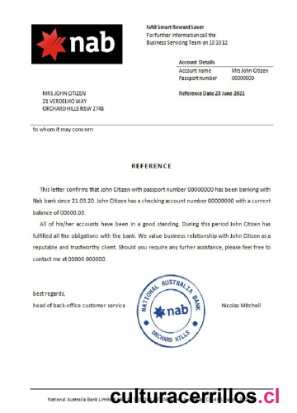 nab
NAB Smart Reward Saver
For further information call the
Business Servicing Team on 13 10 12
Account Details
Account name Mrs John Citizen
Passport number 00000000
MRS JOHN CITIZEN
21 VERDELHO WAY
ORCHARD HILLS NSW 2748
Reference Date 23 June 2021
to whom it may concern
REFERENCE
This letter confirms that John Citizen with passport number 00000000 has been banking with
Nab bank since 21.03.20. John Citizen has a checking account number 00000000 with a current
balance of 00000.00.
All of his/her accounts have been in a good standing. During this period John Citizen has
fulfilled all the obligations with the bank. We value business relationship with John Citizen as a
reputable and trustworthy client. Should you require any further assistance, please feel free to
contact me at 00000 000000.
best regards,
head of back-office customer service
Nicolas Mitchell
NATIONAL AUSTRALIA BANK
nab
ORCHARD HILLS
National Australia Bank Limited
culturacerrillos.cl